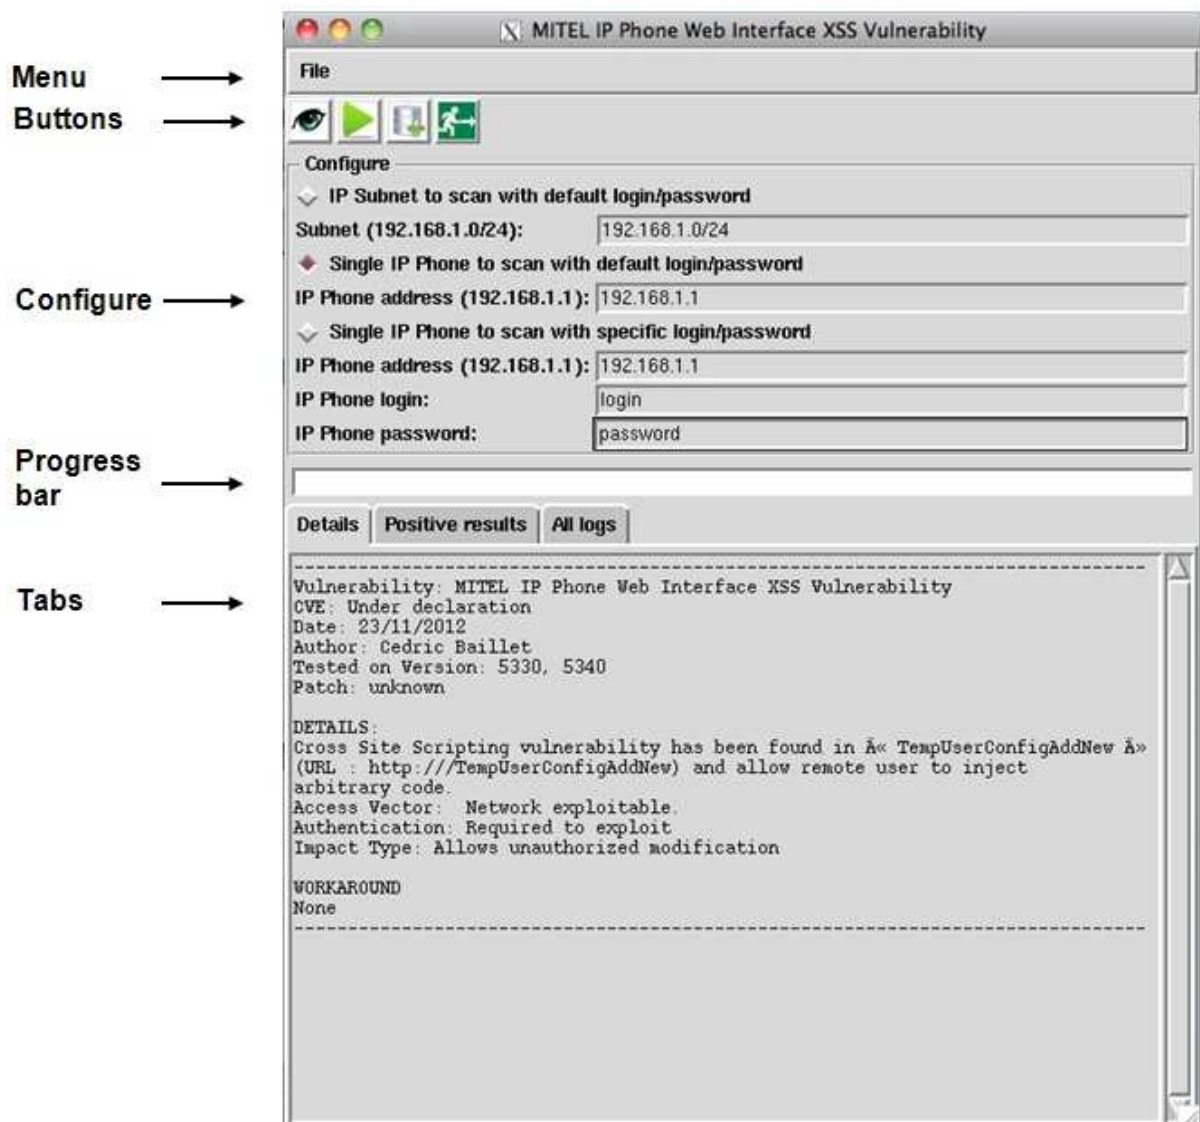 MITEL IP Phone Web Interface XSS Vulnerability
Menu
File
Buttons
Configure
IP Subnet to scan with default login/password
Subnet (192.168.1.0/24): 192.168.1.0/24
Single IP Phone to scan with default login/password
Configure
IP Phone address (192.168.1.1): 192.168.1.1
Single IP Phone to scan with specific login/password
IP Phone address (192.168.1.1): 192.168.1.1
IP Phone login: login
IP Phone password: password
Progress
bar
Details Positive results All logs
Tabs
--------------------------------------------------------------------------------
Vulnerability: MITEL IP Phone Web Interface XSS Vulnerability
CVE: Under declaration
Date: 23/11/2012
Author: Cedric Baillet
Tested on Version: 5330, 5340
Patch: unknown
DETAILS:
Cross Site Scripting vulnerability has been found in Â« TempUserConfigAddNew Â»
(URL : http:///TempUserConfigAddNew) and allow remote user to inject
arbitrary code.
Access Vector:  Network exploitable.
Authentication: Required to exploit
Impact Type: Allows unauthorized modification
WORKAROUND
None
--------------------------------------------------------------------------------